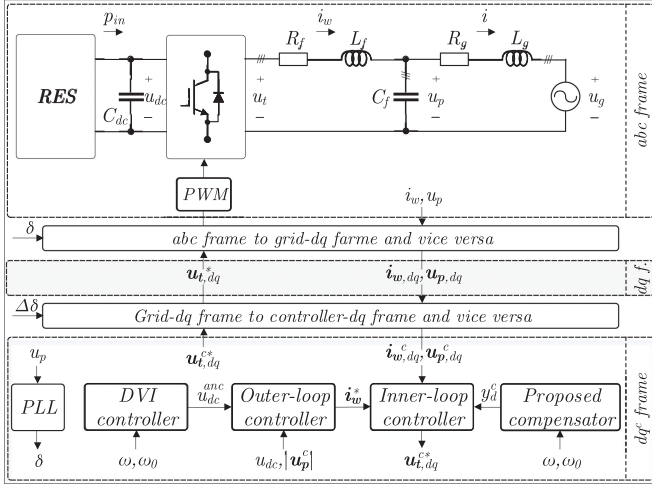 p_in
i_w
i
R_f
L_f
R_g
L_g
RES
+
u_dc
−
C_dc
+
u_t
−
C_f
+
u_p
−
+
u_g
−
abc frame
PWM
i_w, u_p
δ
abc frame to grid-dq farme and vice versa
u*_t,dq
i_w,dq, u_p,dq
dq f.
Δδ
Grid-dq frame to controller-dq frame and vice versa
u^c*_t,dq
i^c_w,dq, u^c_p,dq
u_p
PLL
δ
DVI controller
u^anc_dc
Outer-loop controller
i*_w
Inner-loop controller
y^c_d
Proposed compensator
dq^c frame
ω, ω_0
u_dc, |u^c_p|
u^c*_t,dq
ω, ω_0